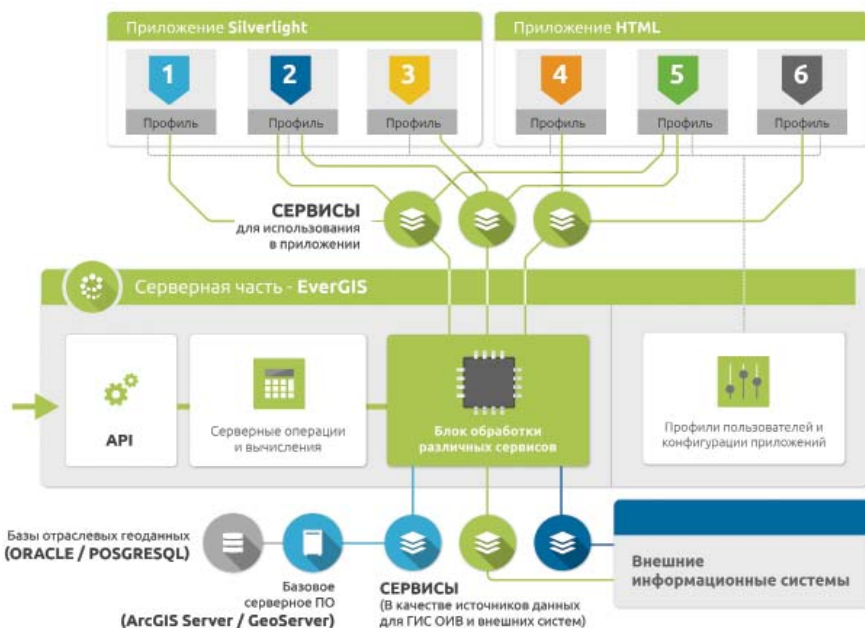 Приложение Silverlight
Приложение HTML
1
2
3
4
5
6
Профиль
Профиль
Профиль
Профиль
Профиль
Профиль
СЕРВИСЫ
для использования
в приложении
Серверная часть - EverGIS
API
Серверные операции
и вычисления
Блок обработки
различных сервисов
Профили пользователей и
конфигурации приложений
Базы отраслевых геоданных
(ORACLE / POSGRESQL)
Базовое
серверное ПО
(ArcGIS Server / GeoServer)
СЕРВИСЫ
(В качестве источников данных
для ГИС ОИВ и внешних систем)
Внешние
информационные системы